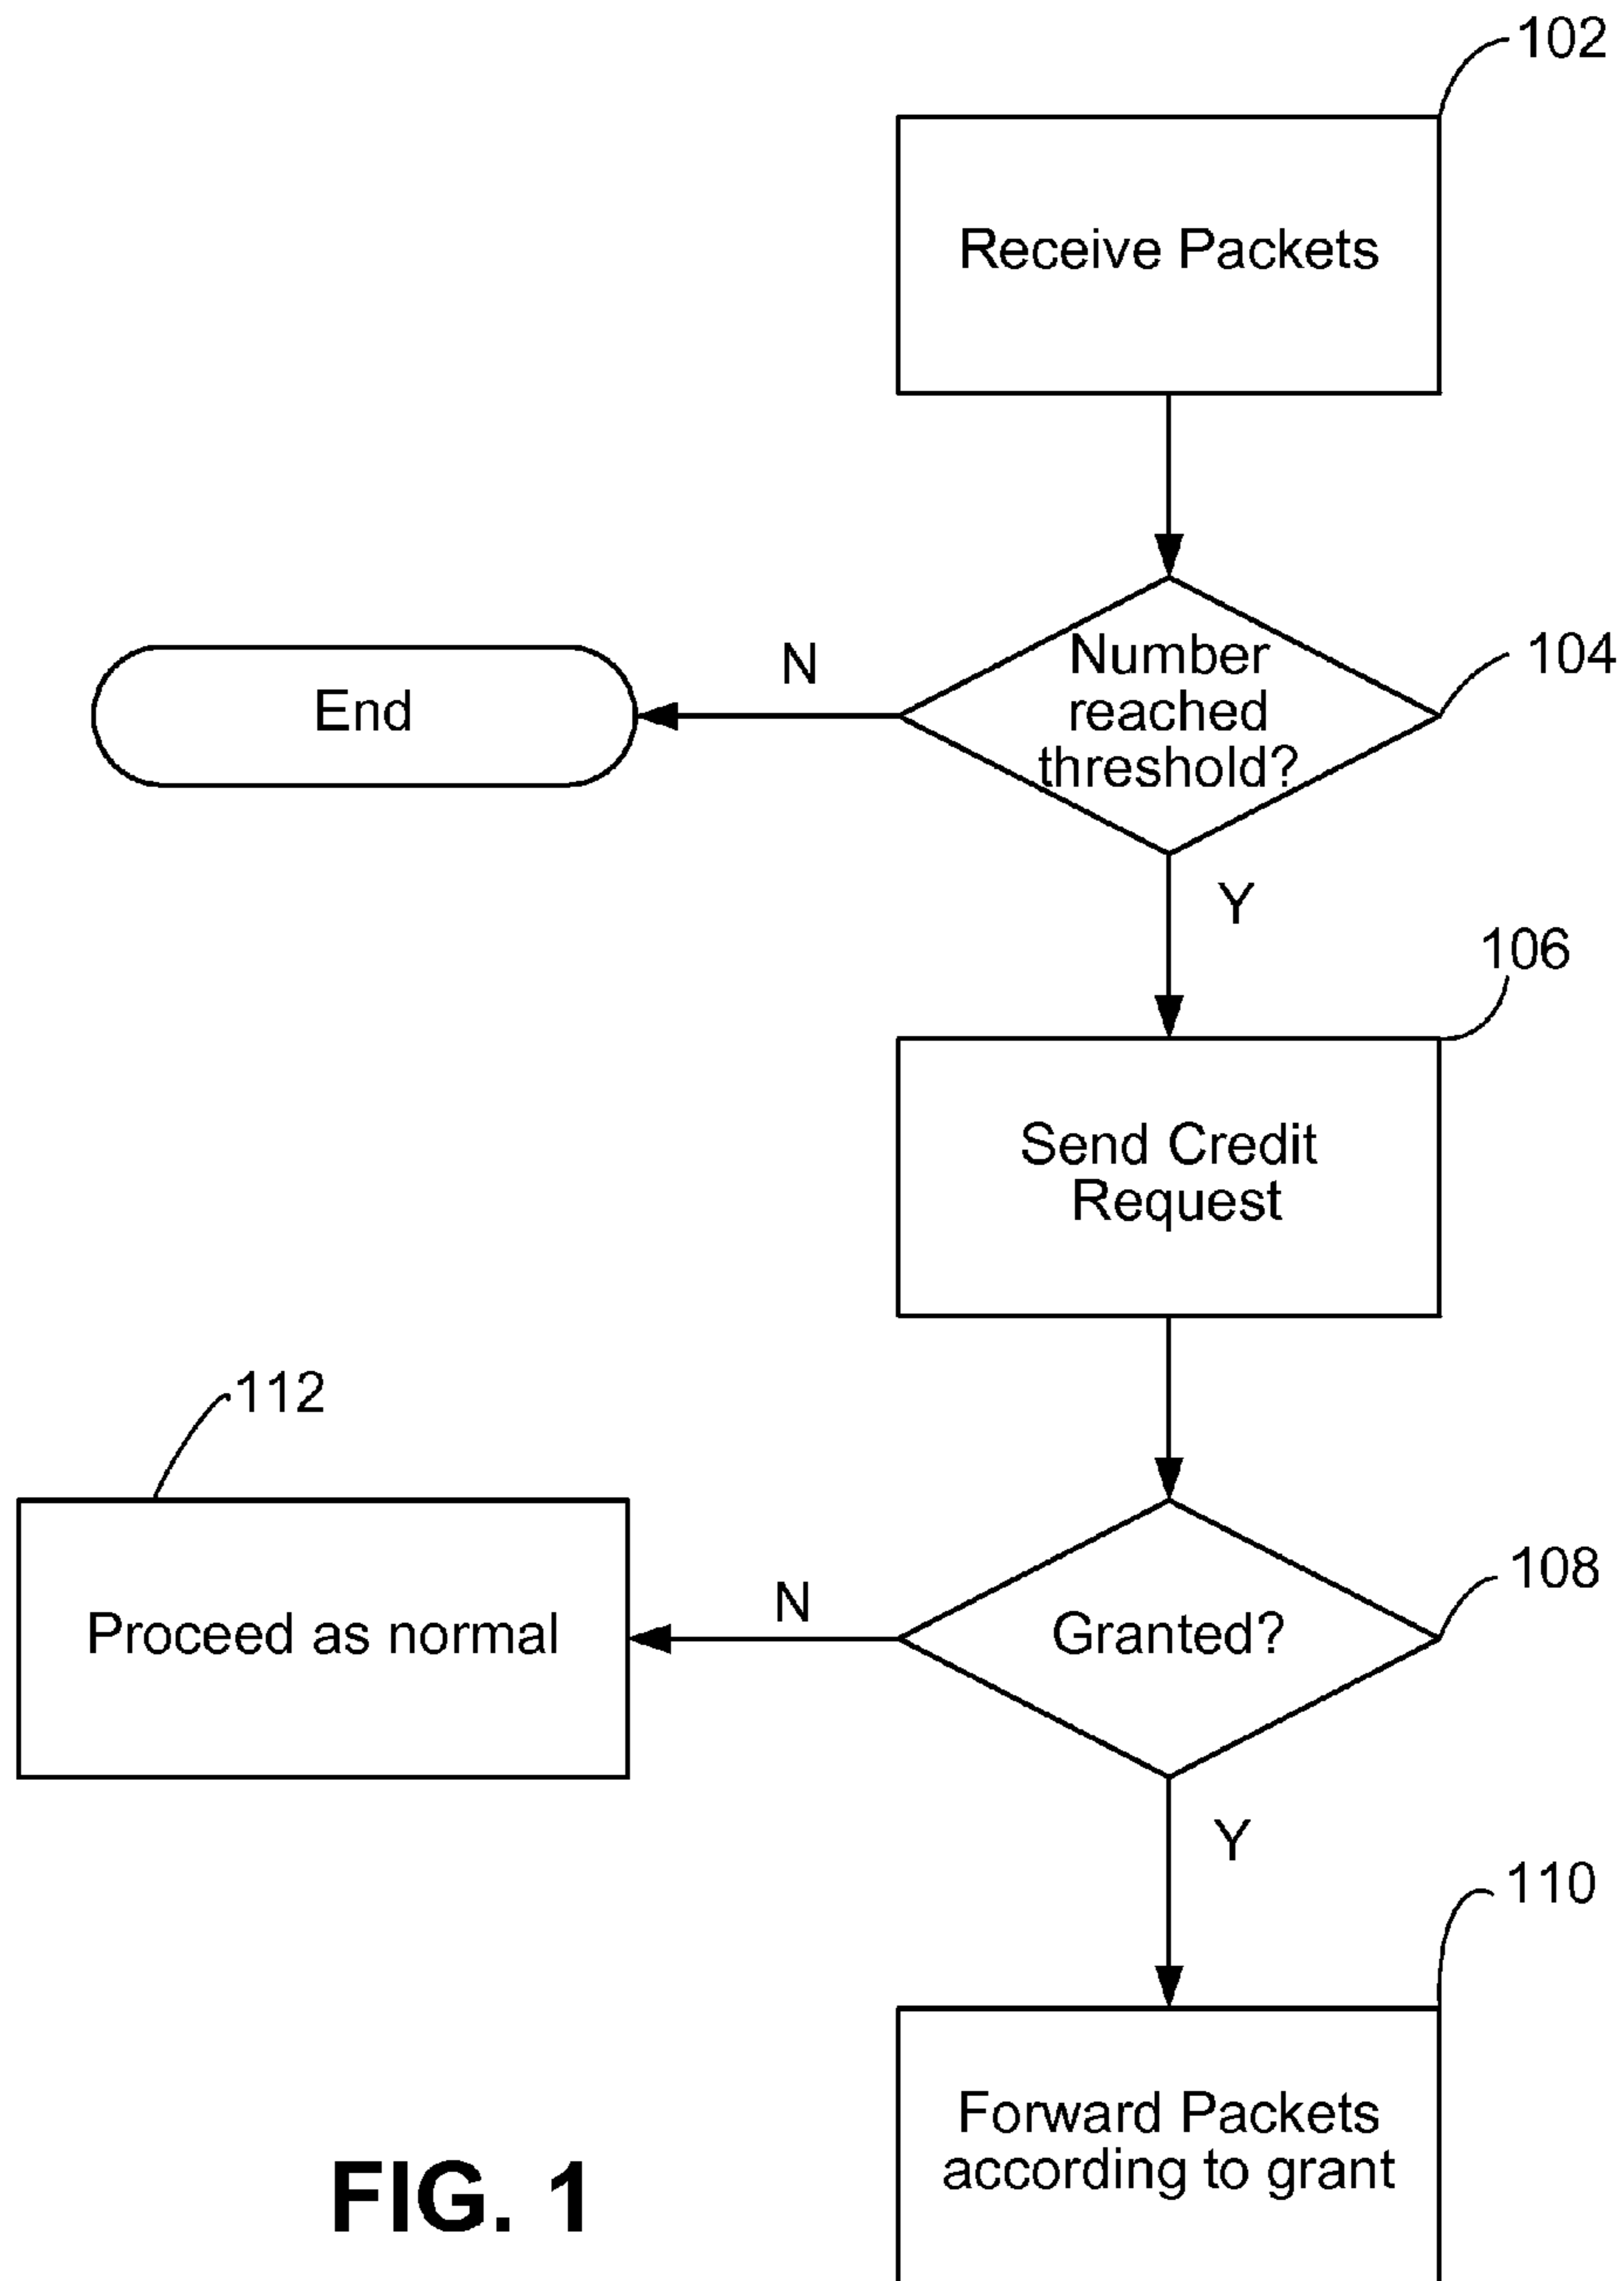 102
Receive Packets
Number
reached
threshold?
104
N
End
Y
106
Send Credit
Request
112
Proceed as normal
N
Granted?
108
Y
110
Forward Packets
according to grant
FIG. 1